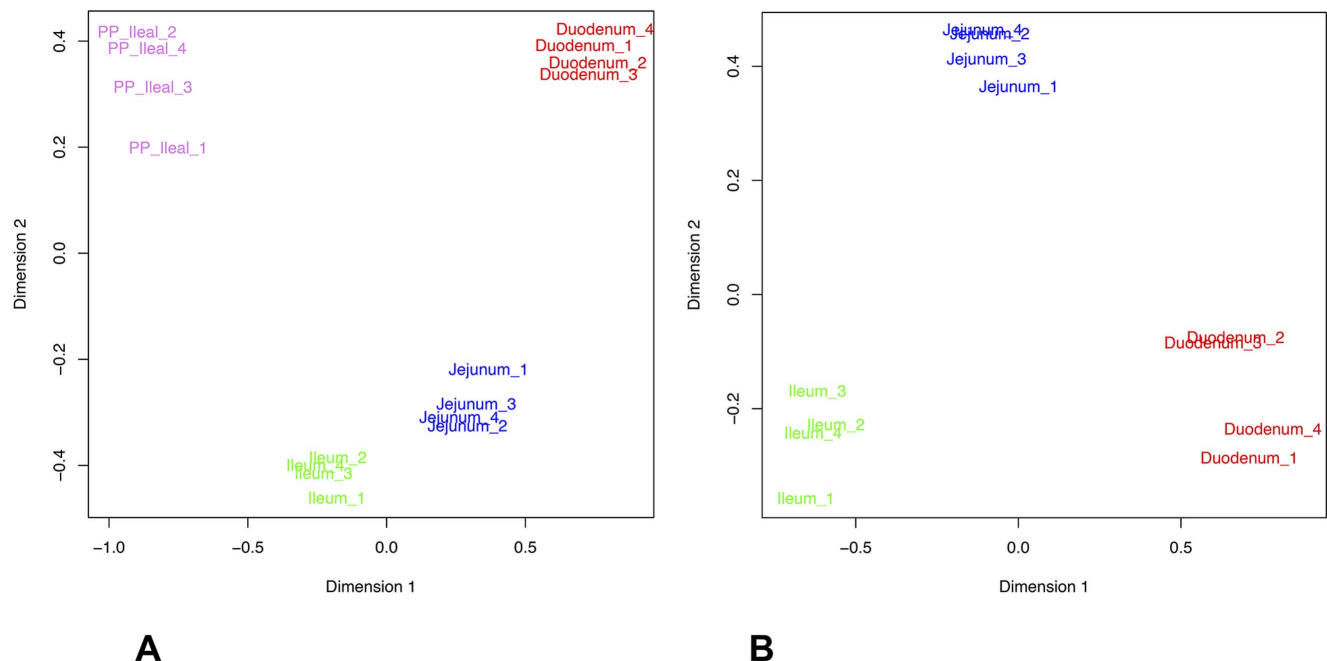 PP_Ileal_2
PP_Ileal_4
PP_Ileal_3
PP_Ileal_1
Duodenum_4
Duodenum_1
Duodenum_2
Duodenum_3
Jejunum_1
Jejunum_3
Jejunum_4
Jejunum_2
Ileum_2
Ileum_4
Ileum_3
Ileum_1
0.4
0.2
0.0
−0.2
−0.4
Dimension 2
−1.0 −0.5 0.0 0.5
Dimension 1
A
Jejunum_4
Jejunum_2
Jejunum_3
Jejunum_1
Duodenum_2
Duodenum_3
Ileum_3
Ileum_2
Ileum_4
Duodenum_4
Duodenum_1
Ileum_1
0.4
0.2
0.0
−0.2
Dimension 2
−0.5 0.0 0.5
Dimension 1
B